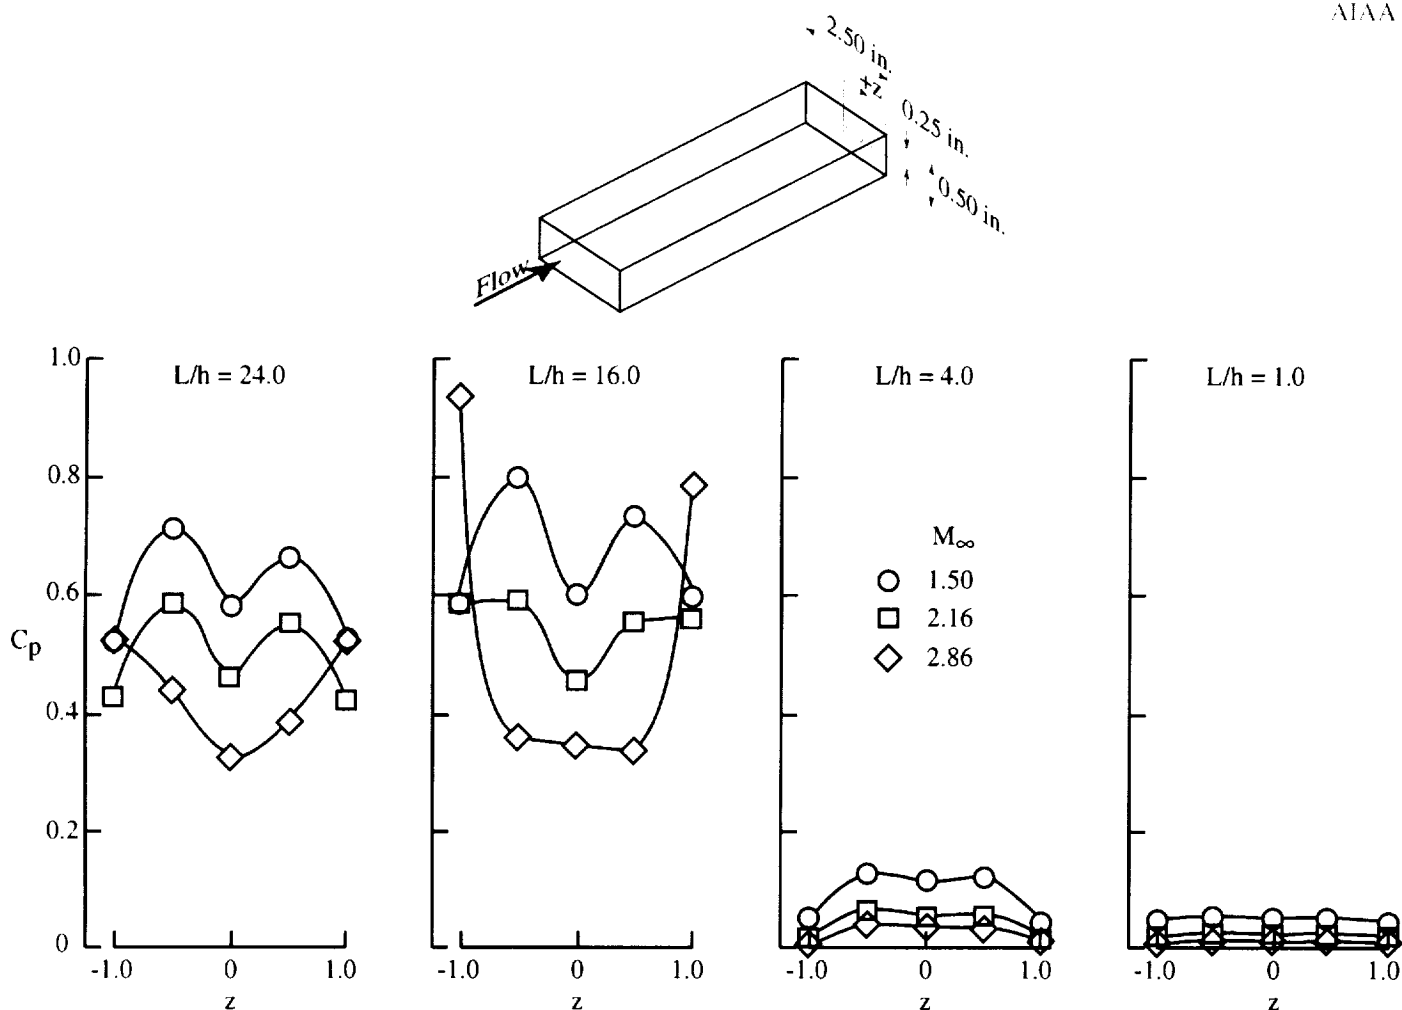 AIAA
2.50 in.
+z
0.25 in.
0.50 in.
Flow
L/h = 24.0
L/h = 16.0
L/h = 4.0
L/h = 1.0
1.0
0.8
0.6
0.4
0.2
0
Cp
M∞
1.50
2.16
2.86
-1.0 0 1.0
-1.0 0 1.0
-1.0 0 1.0
-1.0 0 1.0
z
z
z
z